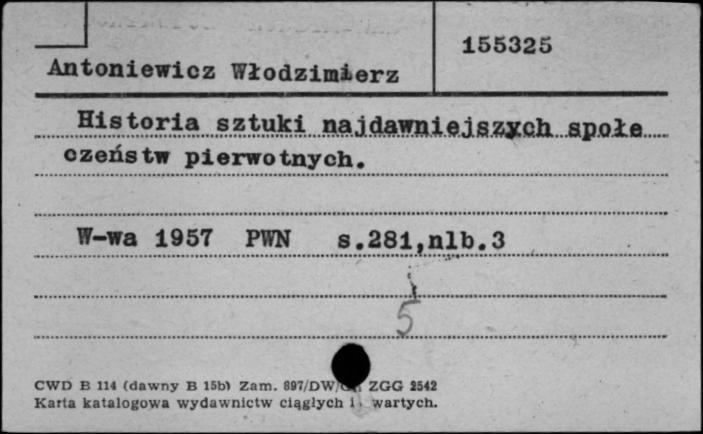 155325
Antoniewicz Włodzimierz
Historia sztuki najdawniejszych społe
czeństw pierwotnych.
W-wa 1957 PWN s.281,nlb.3
5
CWD B 114 (dawny B 15b) Zam. 897/DW/ ZGG 2542
Karta katalogowa wydawnictw ciągłych i wartych.